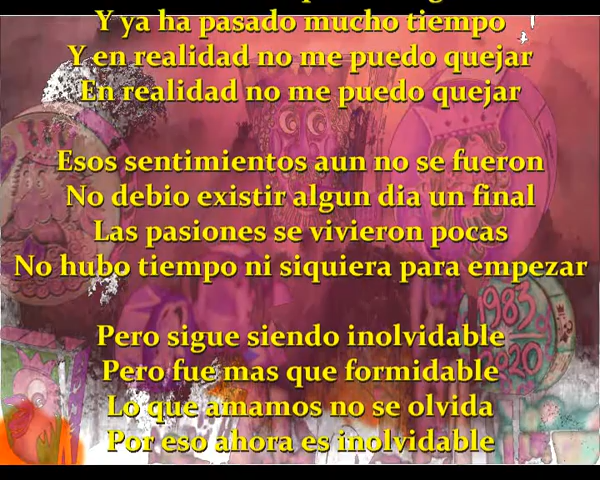 Y ya ha pasado mucho tiempo
Y en realidad no me puedo quejar
En realidad no me puedo quejar
Esos sentimientos aun no se fueron
No debio existir algun dia un final
Las pasiones se vivieron pocas
No hubo tiempo ni siquiera para empezar
Pero sigue siendo inolvidable
Pero fue mas que formidable
Lo que amamos no se olvida
Por eso ahora es inolvidable
1983
2020